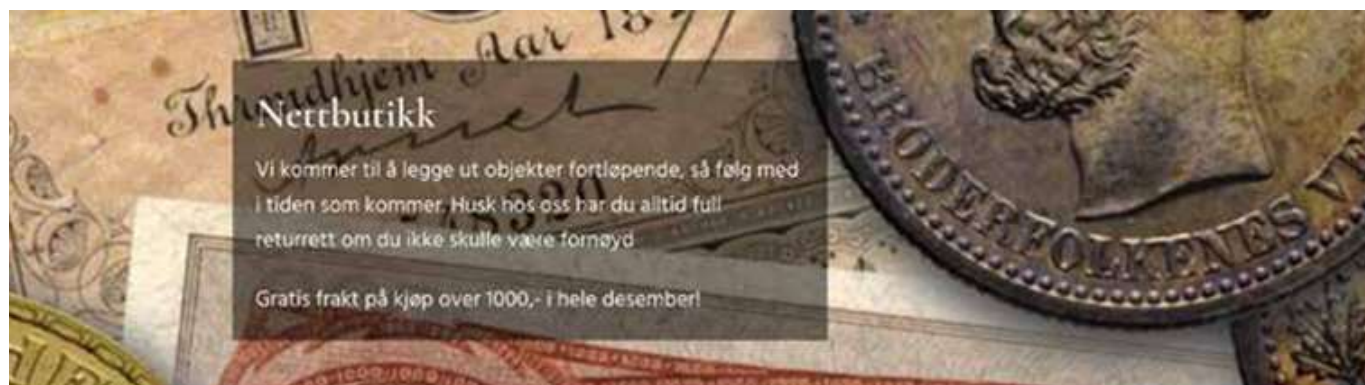 Throndhjem Aar 18
Nettbutikk
Vi kommer til å legge ut objekter fortløpende, så følg med
i tiden som kommer. Husk hos oss har du alltid full
returrett om du ikke skulle være fornøyd
Gratis frakt på kjøp over 1000,- i hele desember!
BRODERFOLKENES